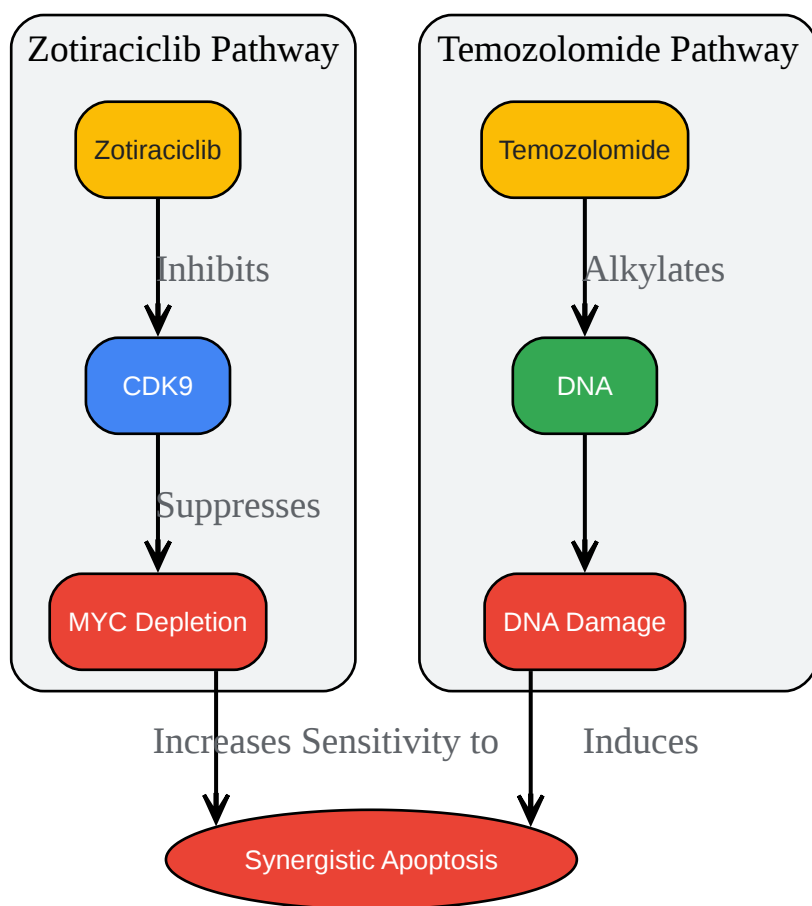 Zotiraciclib Pathway
Zotiraciclib
Inhibits
CDK9
Suppresses
MYC Depletion
Increases Sensitivity to
Temozolomide Pathway
Temozolomide
Alkylates
DNA
DNA Damage
Induces
Synergistic Apoptosis